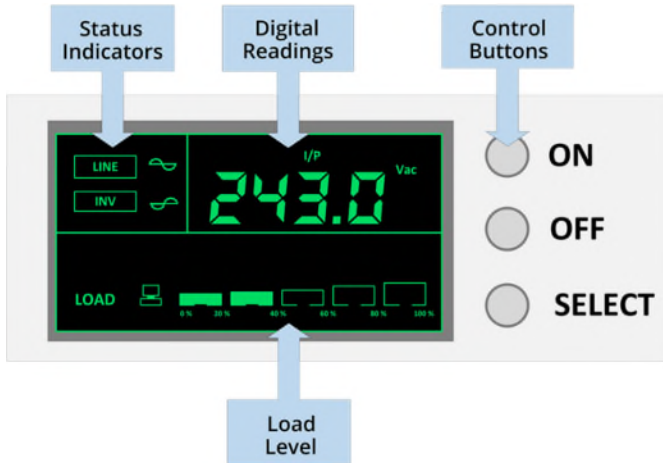 Status
Indicators
Digital
Readings
Control
Buttons
LINE
INV
I/P
243.0
Vac
ON
OFF
SELECT
LOAD
0 % 20 % 40 % 60 % 80 % 100 %
Load
Level